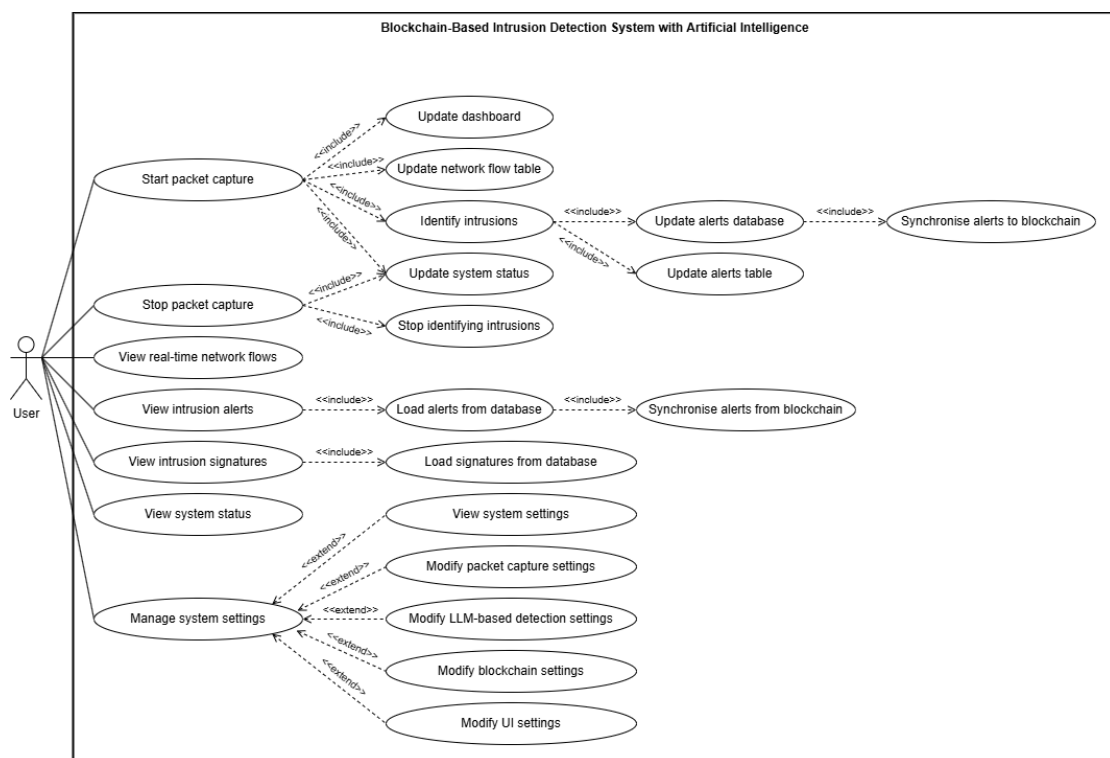 Blockchain-Based Intrusion Detection System with Artificial Intelligence
Update dashboard
<<include>>
Start packet capture
<<include>>
Update network flow table
<<include>>
Identify intrusions
<<include>>
Update alerts database
<<include>>
Synchronise alerts to blockchain
<<include>>
Update alerts table
<<include>>
Update system status
Stop packet capture
<<include>>
<<include>>
Stop identifying intrusions
View real-time network flows
User
View intrusion alerts
<<include>>
Load alerts from database
<<include>>
Synchronise alerts from blockchain
View intrusion signatures
<<include>>
Load signatures from database
View system status
View system settings
<<extend>>
Modify packet capture settings
<<extend>>
Manage system settings
<<extend>>
Modify LLM-based detection settings
<<extend>>
Modify blockchain settings
<<extend>>
Modify UI settings